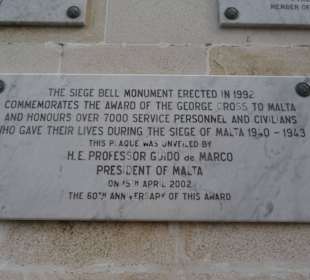 MEMBER OF
THE SIEGE BELL MONUMENT ERECTED IN 1992
COMMEMORATES THE AWARD OF THE GEORGE CROSS TO MALTA
AND HONOURS OVER 7000 SERVICE PERSONNEL AND CIVILIANS
WHO GAVE THEIR LIVES DURING THE SIEGE OF MALTA 1940 - 1943
THIS PLAQUE WAS UNVEILED BY
H.E. PROFESSOR GUIDO de MARCO
PRESIDENT OF MALTA
ON 15TH APRIL 2002
THE 60TH ANNIVERSARY OF THIS AWARD